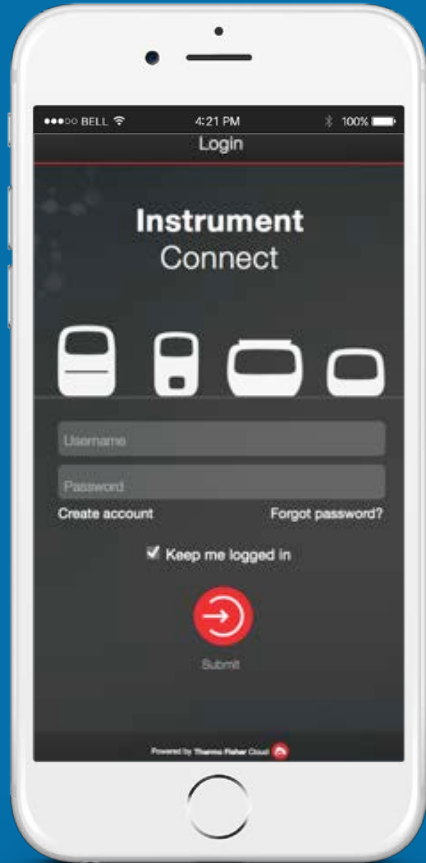 BELL 4:21 PM 100%
Login
Instrument
Connect
Username
Password
Create account Forgot password?
Keep me logged in
Submit
Powered by Thermo Fisher Cloud